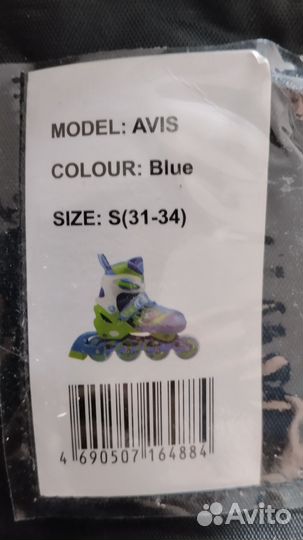 MODEL: AVIS
COLOUR: Blue
SIZE: S(31-34)
4 690507 164884
Avito